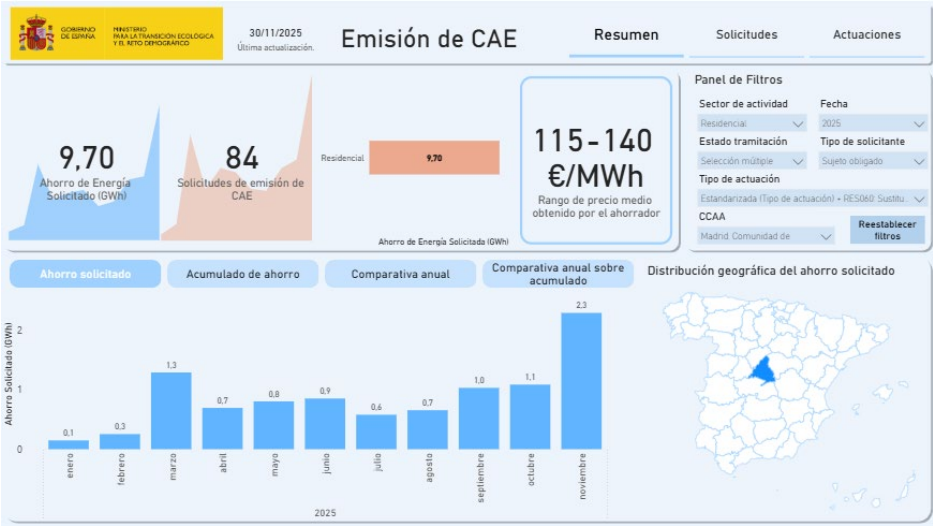 GOBIERNO
DE ESPAÑA
MINISTERIO
PARA LA TRANSICIÓN ECOLÓGICA
Y EL RETO DEMOGRÁFICO
30/11/2025
Última actualización.
Emisión de CAE
Resumen
Solicitudes
Actuaciones
9,70
Ahorro de Energía
Solicitado (GWh)
84
Solicitudes de emisión de
CAE
Residencial
9,70
Ahorro de Energía Solicitada (GWh)
115-140
€/MWh
Rango de precio medio
obtenido por el ahorrador
Panel de Filtros
Sector de actividad
Fecha
Residencial
2025
Estado tramitación
Tipo de solicitante
Selección múltiple
Sujeto obligado
Tipo de actuación
Estandarizada (Tipo de actuación) + RES060: Sustitu...
CCAA
Madrid, Comunidad de
Reestablecer
filtros
Ahorro solicitado
Acumulado de ahorro
Comparativa anual
Comparativa anual sobre
acumulado
Distribución geográfica del ahorro solicitado
Ahorro Solicitado (GWh)
2
1
0
0,1
0,3
1,3
0,7
0,8
0,9
0,6
0,7
1,0
1,1
2,3
enero
febrero
marzo
abril
mayo
junio
julio
agosto
septiembre
octubre
noviembre
2025